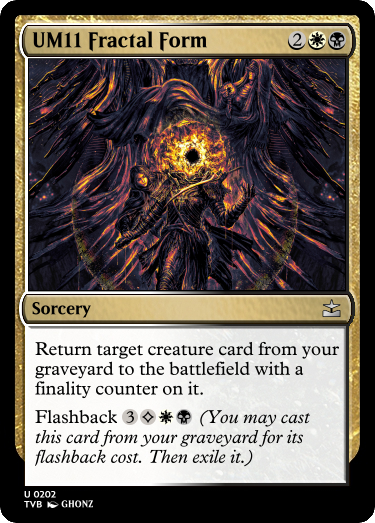 UM11 Fractal Form 2
Sorcery
Return target creature card from your
graveyard to the battlefield with a
finality counter on it.
Flashback 3 (You may cast
this card from your graveyard for its
flashback cost. Then exile it.)
U 0202
TVB GHONZ